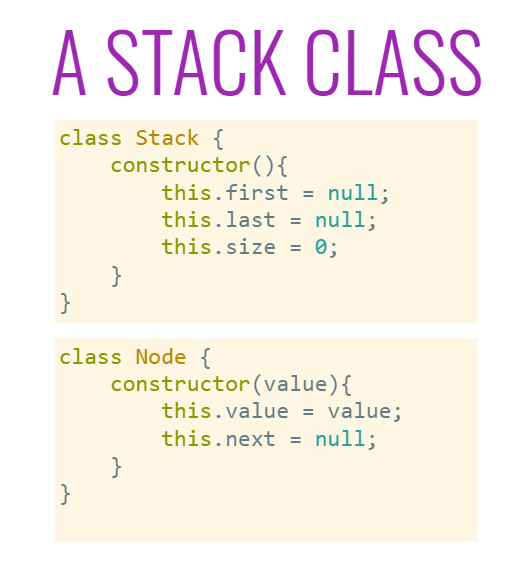 A STACK CLASS
class Stack {
    constructor(){
        this.first = null;
        this.last = null;
        this.size = 0;
    }
}
class Node {
    constructor(value){
        this.value = value;
        this.next = null;
    }
}